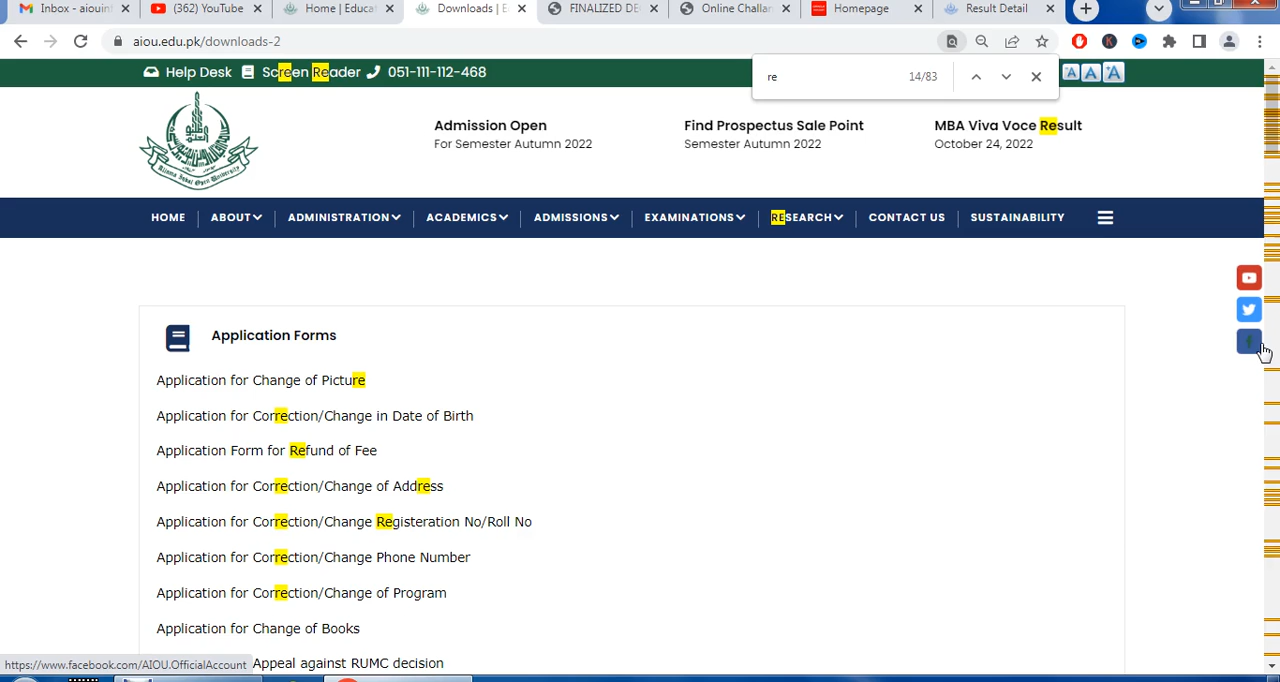 Inbox - aiouinf
(362) YouTube
Home | Educat
Downloads | E
FINALIZED DE
Online Challan
Homepage
Result Detail
aiou.edu.pk/downloads-2
re
14/83
Help Desk Screen Reader 051-111-112-468
A A +A
Admission Open
For Semester Autumn 2022
Find Prospectus Sale Point
Semester Autumn 2022
MBA Viva Voce Result
October 24, 2022
HOME ABOUT ADMINISTRATION ACADEMICS ADMISSIONS EXAMINATIONS RESEARCH CONTACT US SUSTAINABILITY
Application Forms
Application for Change of Picture
Application for Correction/Change in Date of Birth
Application Form for Refund of Fee
Application for Correction/Change of Address
Application for Correction/Change Registeration No/Roll No
Application for Correction/Change Phone Number
Application for Correction/Change of Program
Application for Change of Books
Appeal against RUMC decision
https://www.facebook.com/AIOU.OfficialAccount